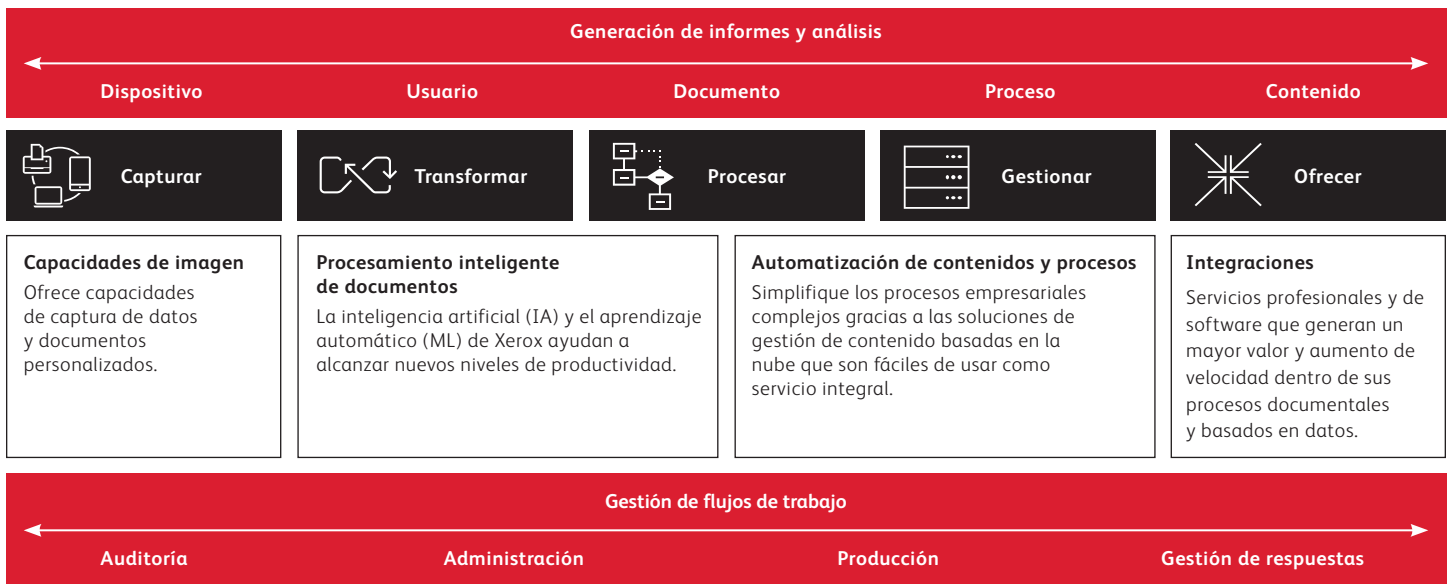 Generación de informes y análisis
Dispositivo Usuario Documento Proceso Contenido
Capturar Transformar Procesar Gestionar Ofrecer
Capacidades de imagen
Ofrece capacidades
de captura de datos
y documentos
personalizados.
Procesamiento inteligente
de documentos
La inteligencia artificial (IA) y el aprendizaje
automático (ML) de Xerox ayudan a
alcanzar nuevos niveles de productividad.
Automatización de contenidos y procesos
Simplifique los procesos empresariales
complejos gracias a las soluciones de
gestión de contenido basadas en la
nube que son fáciles de usar como
servicio integral.
Integraciones
Servicios profesionales y de
software que generan un
mayor valor y aumento de
velocidad dentro de sus
procesos documentales
y basados en datos.
Gestión de flujos de trabajo
Auditoría Administración Producción Gestión de respuestas